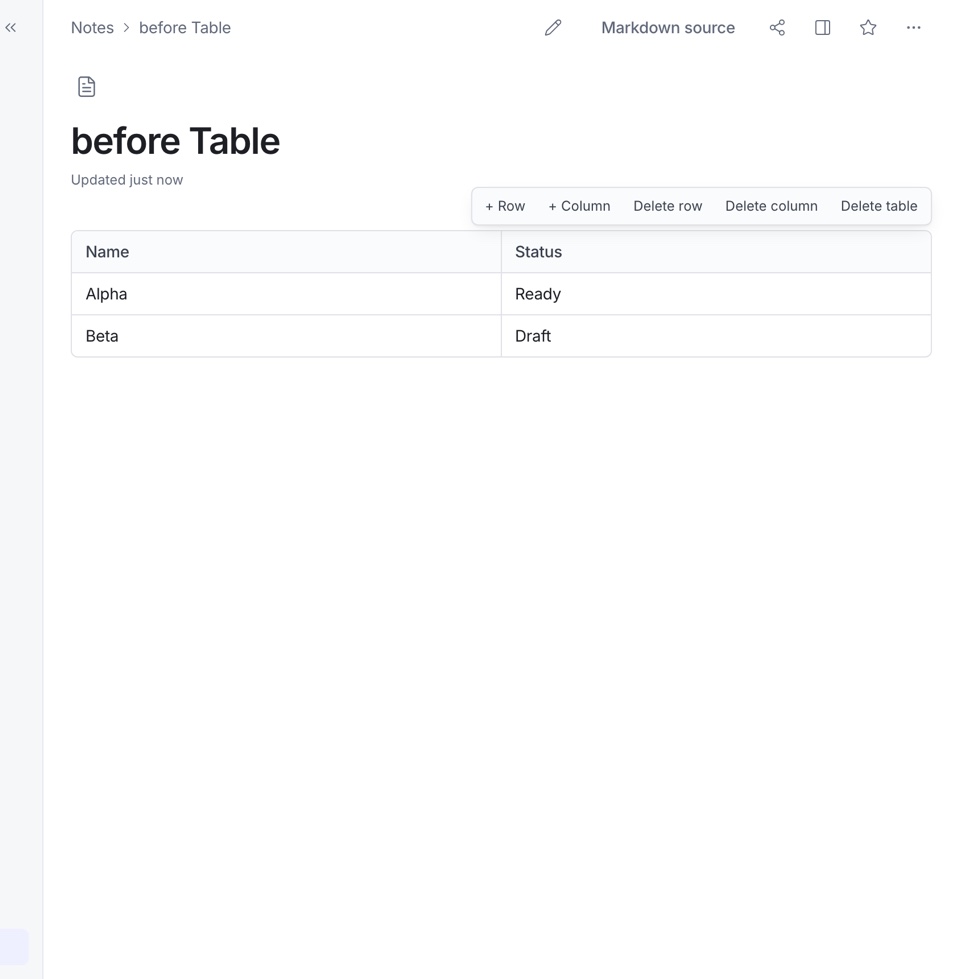 Notes > before Table Markdown source
before Table
Updated just now
+ Row + Column Delete row Delete column Delete table
Name Status
Alpha Ready
Beta Draft